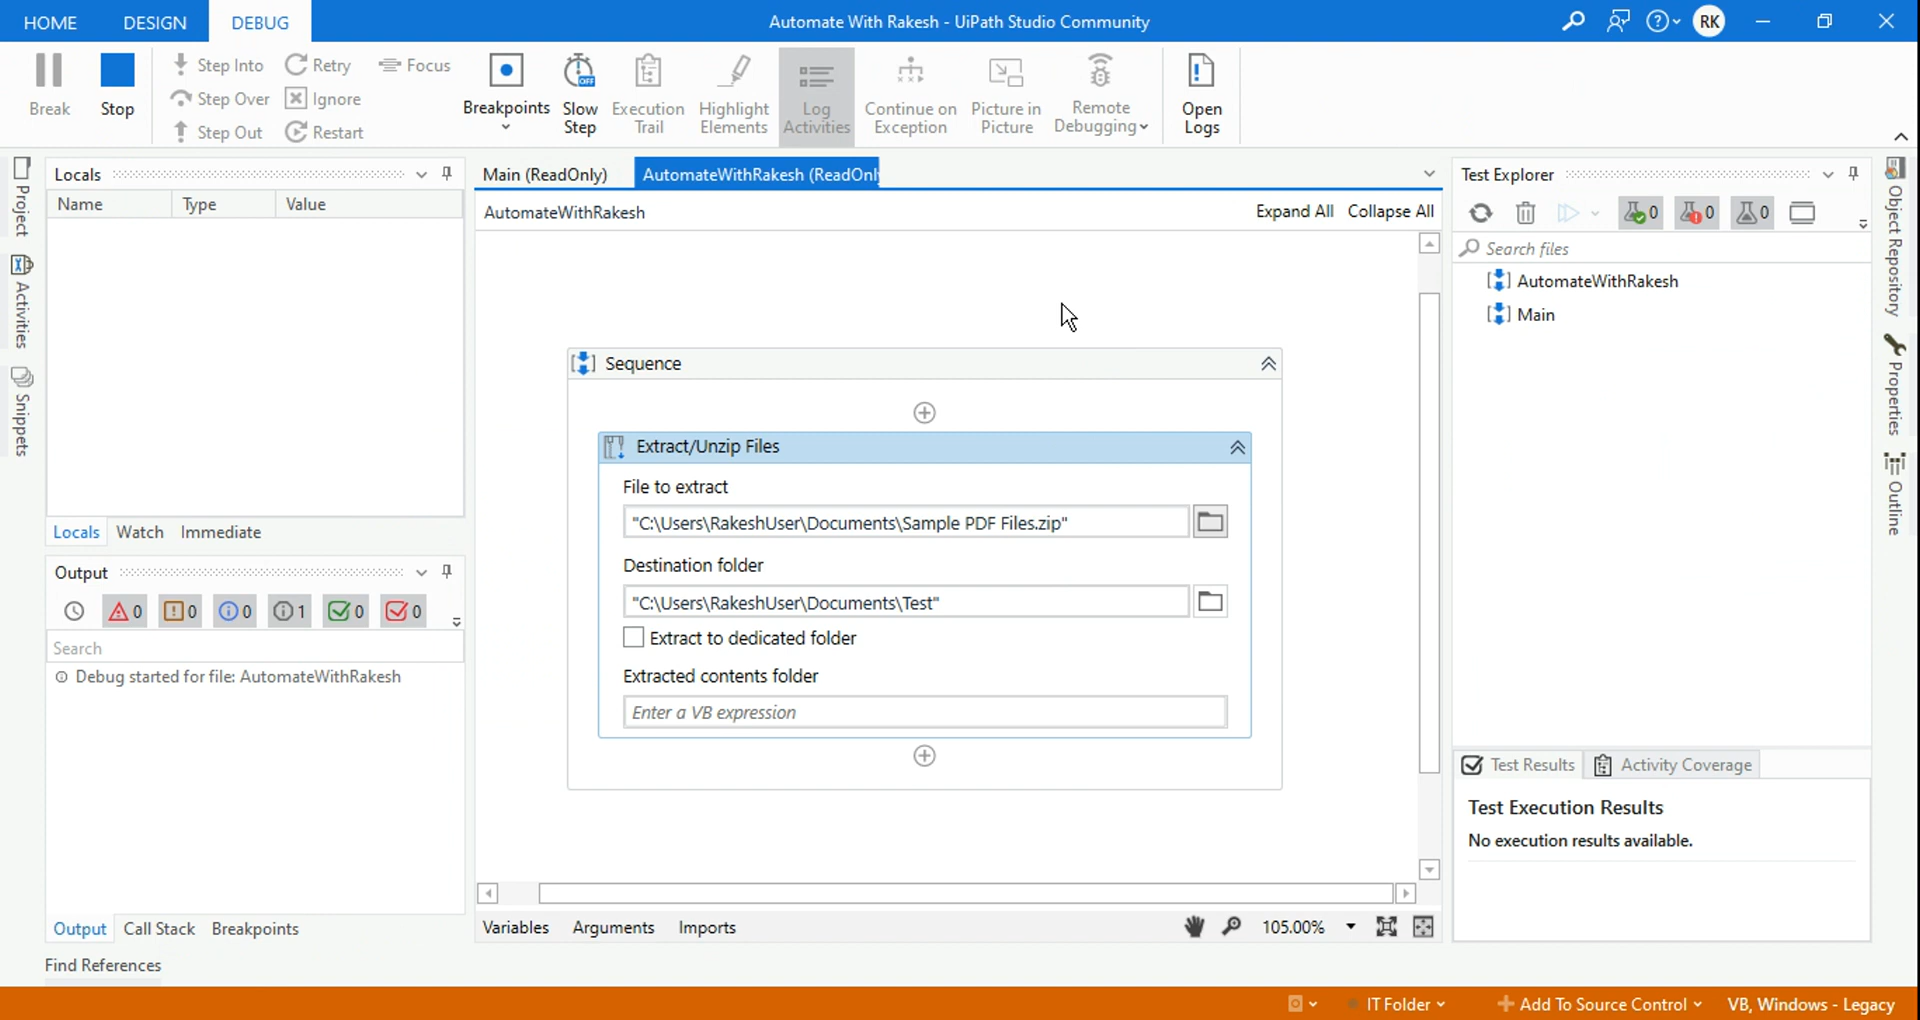 HOME DESIGN DEBUG Automate With Rakesh - UiPath Studio Community RK
Break Stop
Step Into Retry Focus
Step Over Ignore
Step Out Restart
Breakpoints
Slow Step
OFF
Execution Trail
Highlight Elements
Log Activities
Continue on Exception
Picture in Picture
Remote Debugging
Open Logs
Project
Activities
Snippets
Locals
Name Type Value
Locals Watch Immediate
Output
0 0 0 1 0 0
Search
Debug started for file: AutomateWithRakesh
Output Call Stack Breakpoints
Find References
Main (ReadOnly) AutomateWithRakesh (ReadOnly
AutomateWithRakesh Expand All Collapse All
Sequence
Extract/Unzip Files
File to extract
"C:\Users\RakeshUser\Documents\Sample PDF Files.zip"
Destination folder
"C:\Users\RakeshUser\Documents\Test"
Extract to dedicated folder
Extracted contents folder
Enter a VB expression
Variables Arguments Imports 105.00%
Test Explorer
0 0 0
Search files
AutomateWithRakesh
Main
Test Results Activity Coverage
Test Execution Results
No execution results available.
Object Repository
Properties
Outline
IT Folder Add To Source Control VB, Windows - Legacy